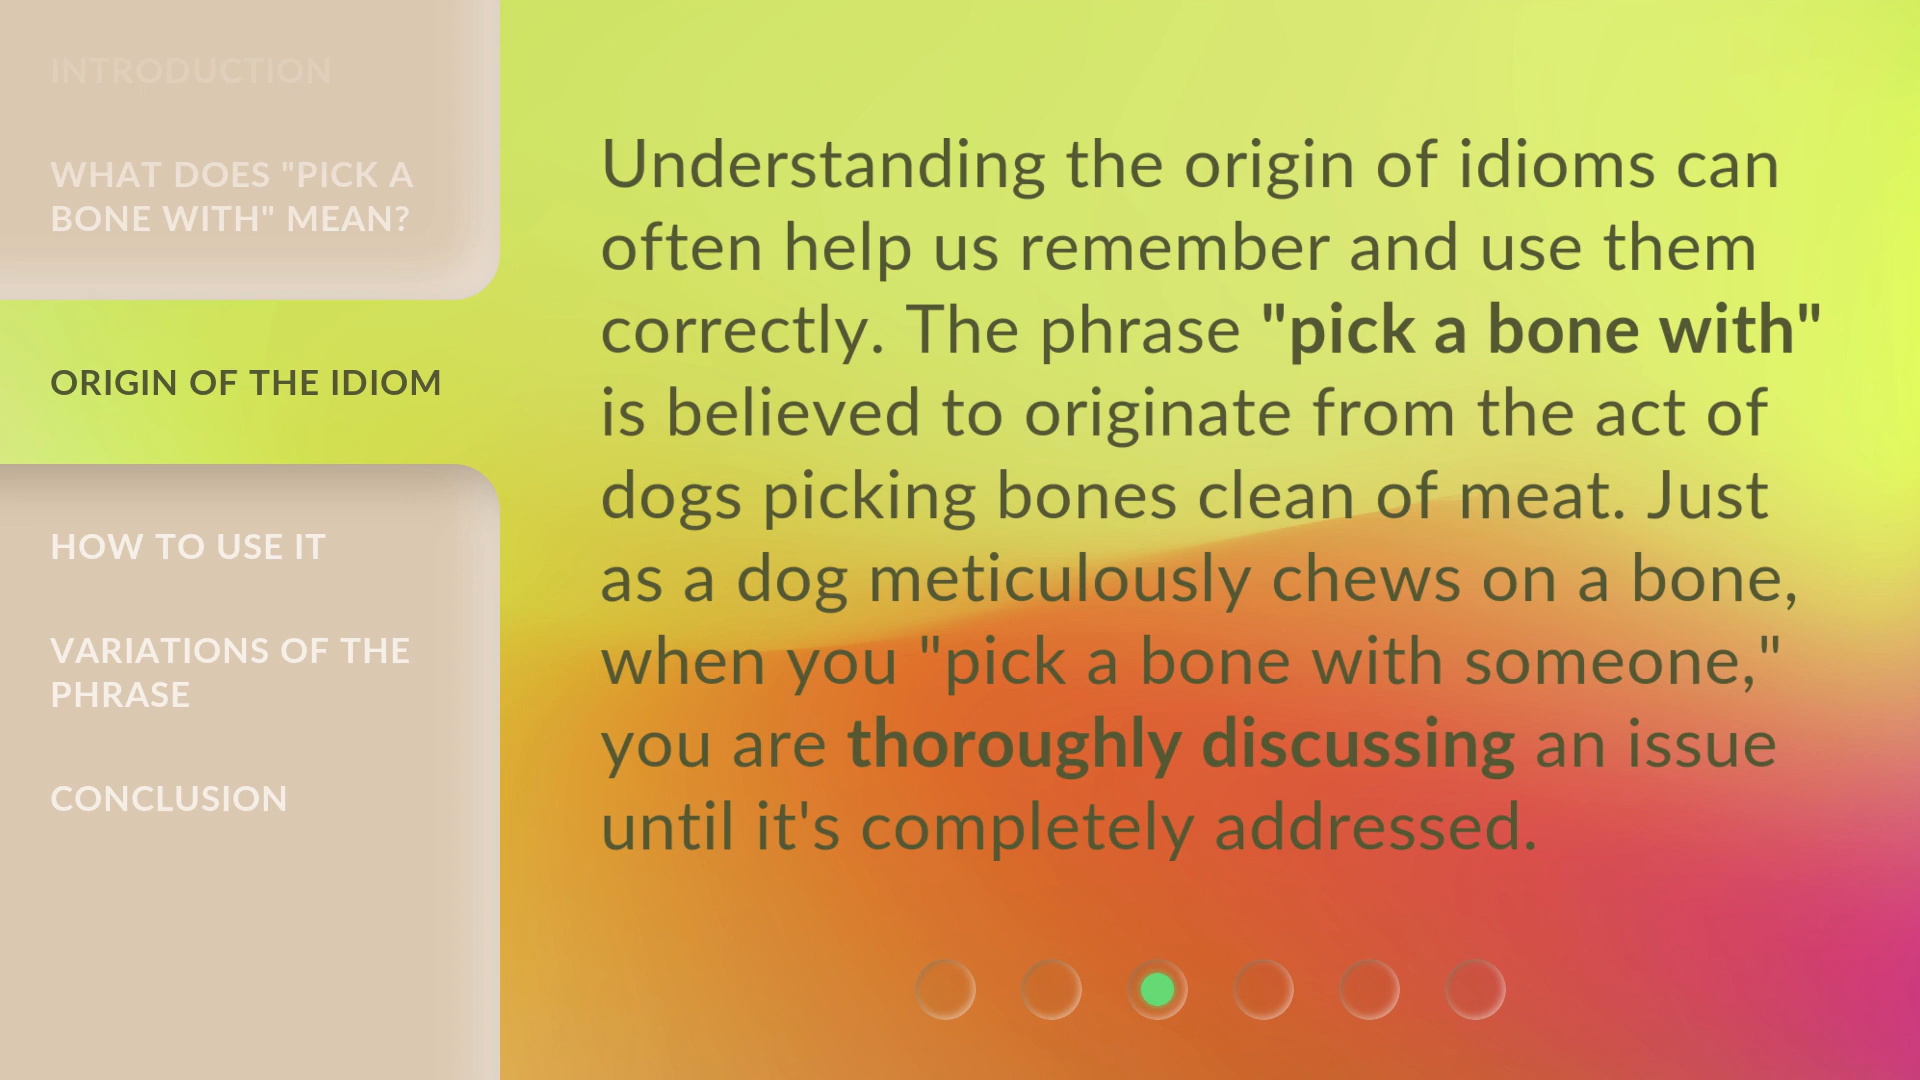 INTRODUCTION
WHAT DOES "PICK A
BONE WITH" MEAN?
ORIGIN OF THE IDIOM
HOW TO USE IT
VARIATIONS OF THE
PHRASE
CONCLUSION
Understanding the origin of idioms can
often help us remember and use them
correctly. The phrase "pick a bone with"
is believed to originate from the act of
dogs picking bones clean of meat. Just
as a dog meticulously chews on a bone,
when you "pick a bone with someone,"
you are thoroughly discussing an issue
until it's completely addressed.